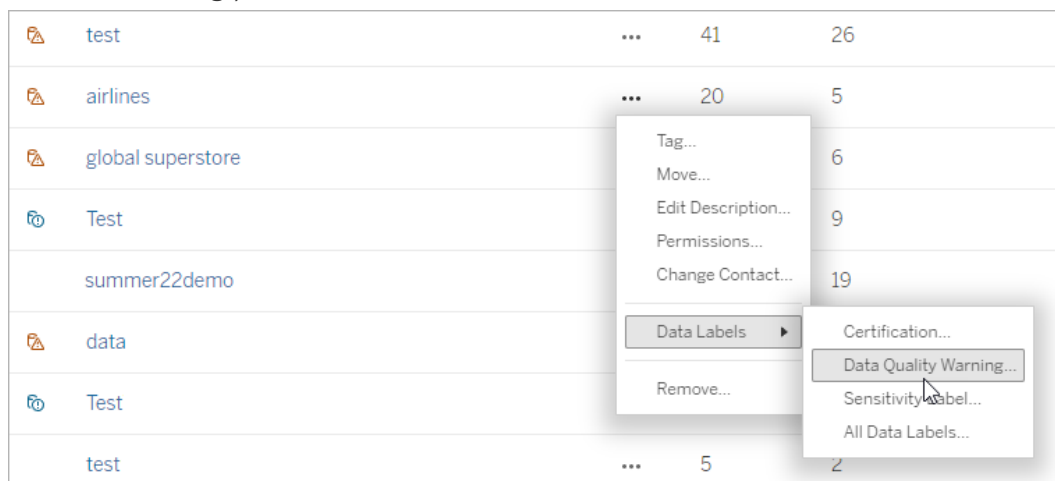 test ... 41 26
airlines ... 20 5
Tag...
global superstore 6
Move...
Edit Description...
Test 9
Permissions...
Change Contact...
summer22demo 19
Data Labels
Certification...
data
Data Quality Warning...
Remove...
Sensitivity Label...
Test
All Data Labels...
test ... 5 2